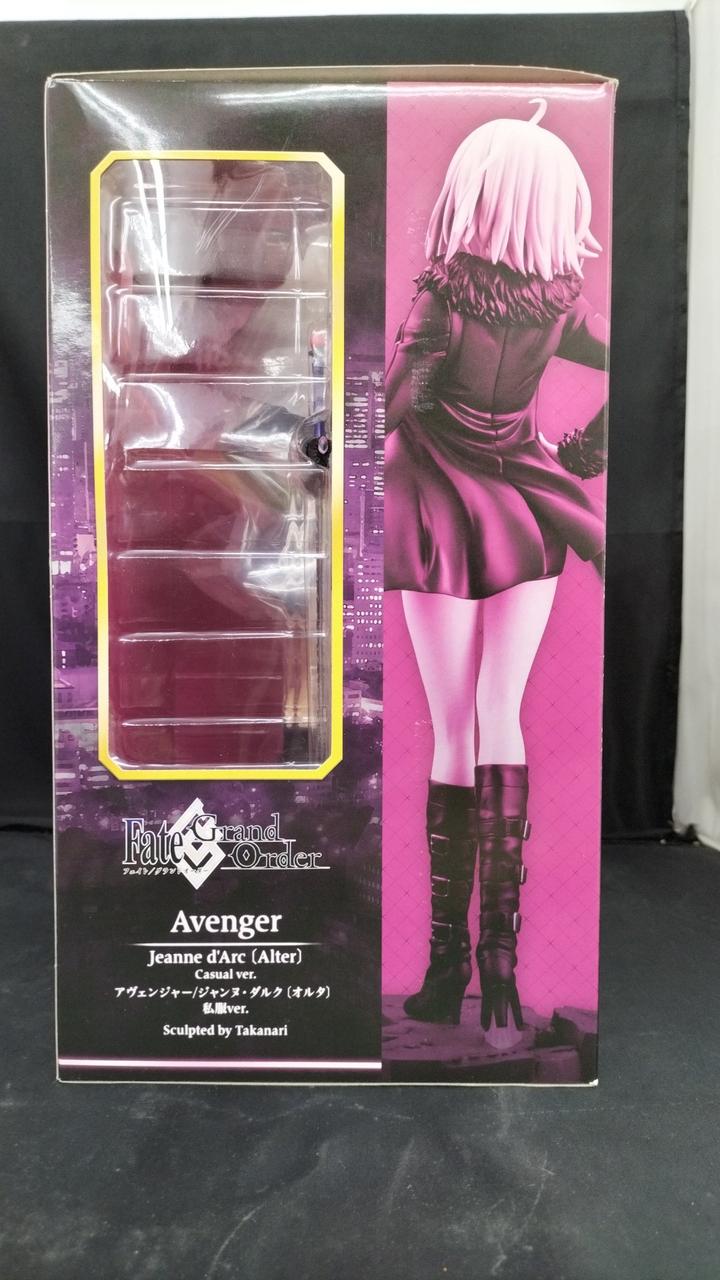 Fate/Grand Order
フェイト/グランドオーダー
Avenger
Jeanne d'Arc〔Alter〕
Casual ver.
アヴェンジャー/ジャンヌ・ダルク〔オルタ〕
私服ver.
Sculpted by Takanari